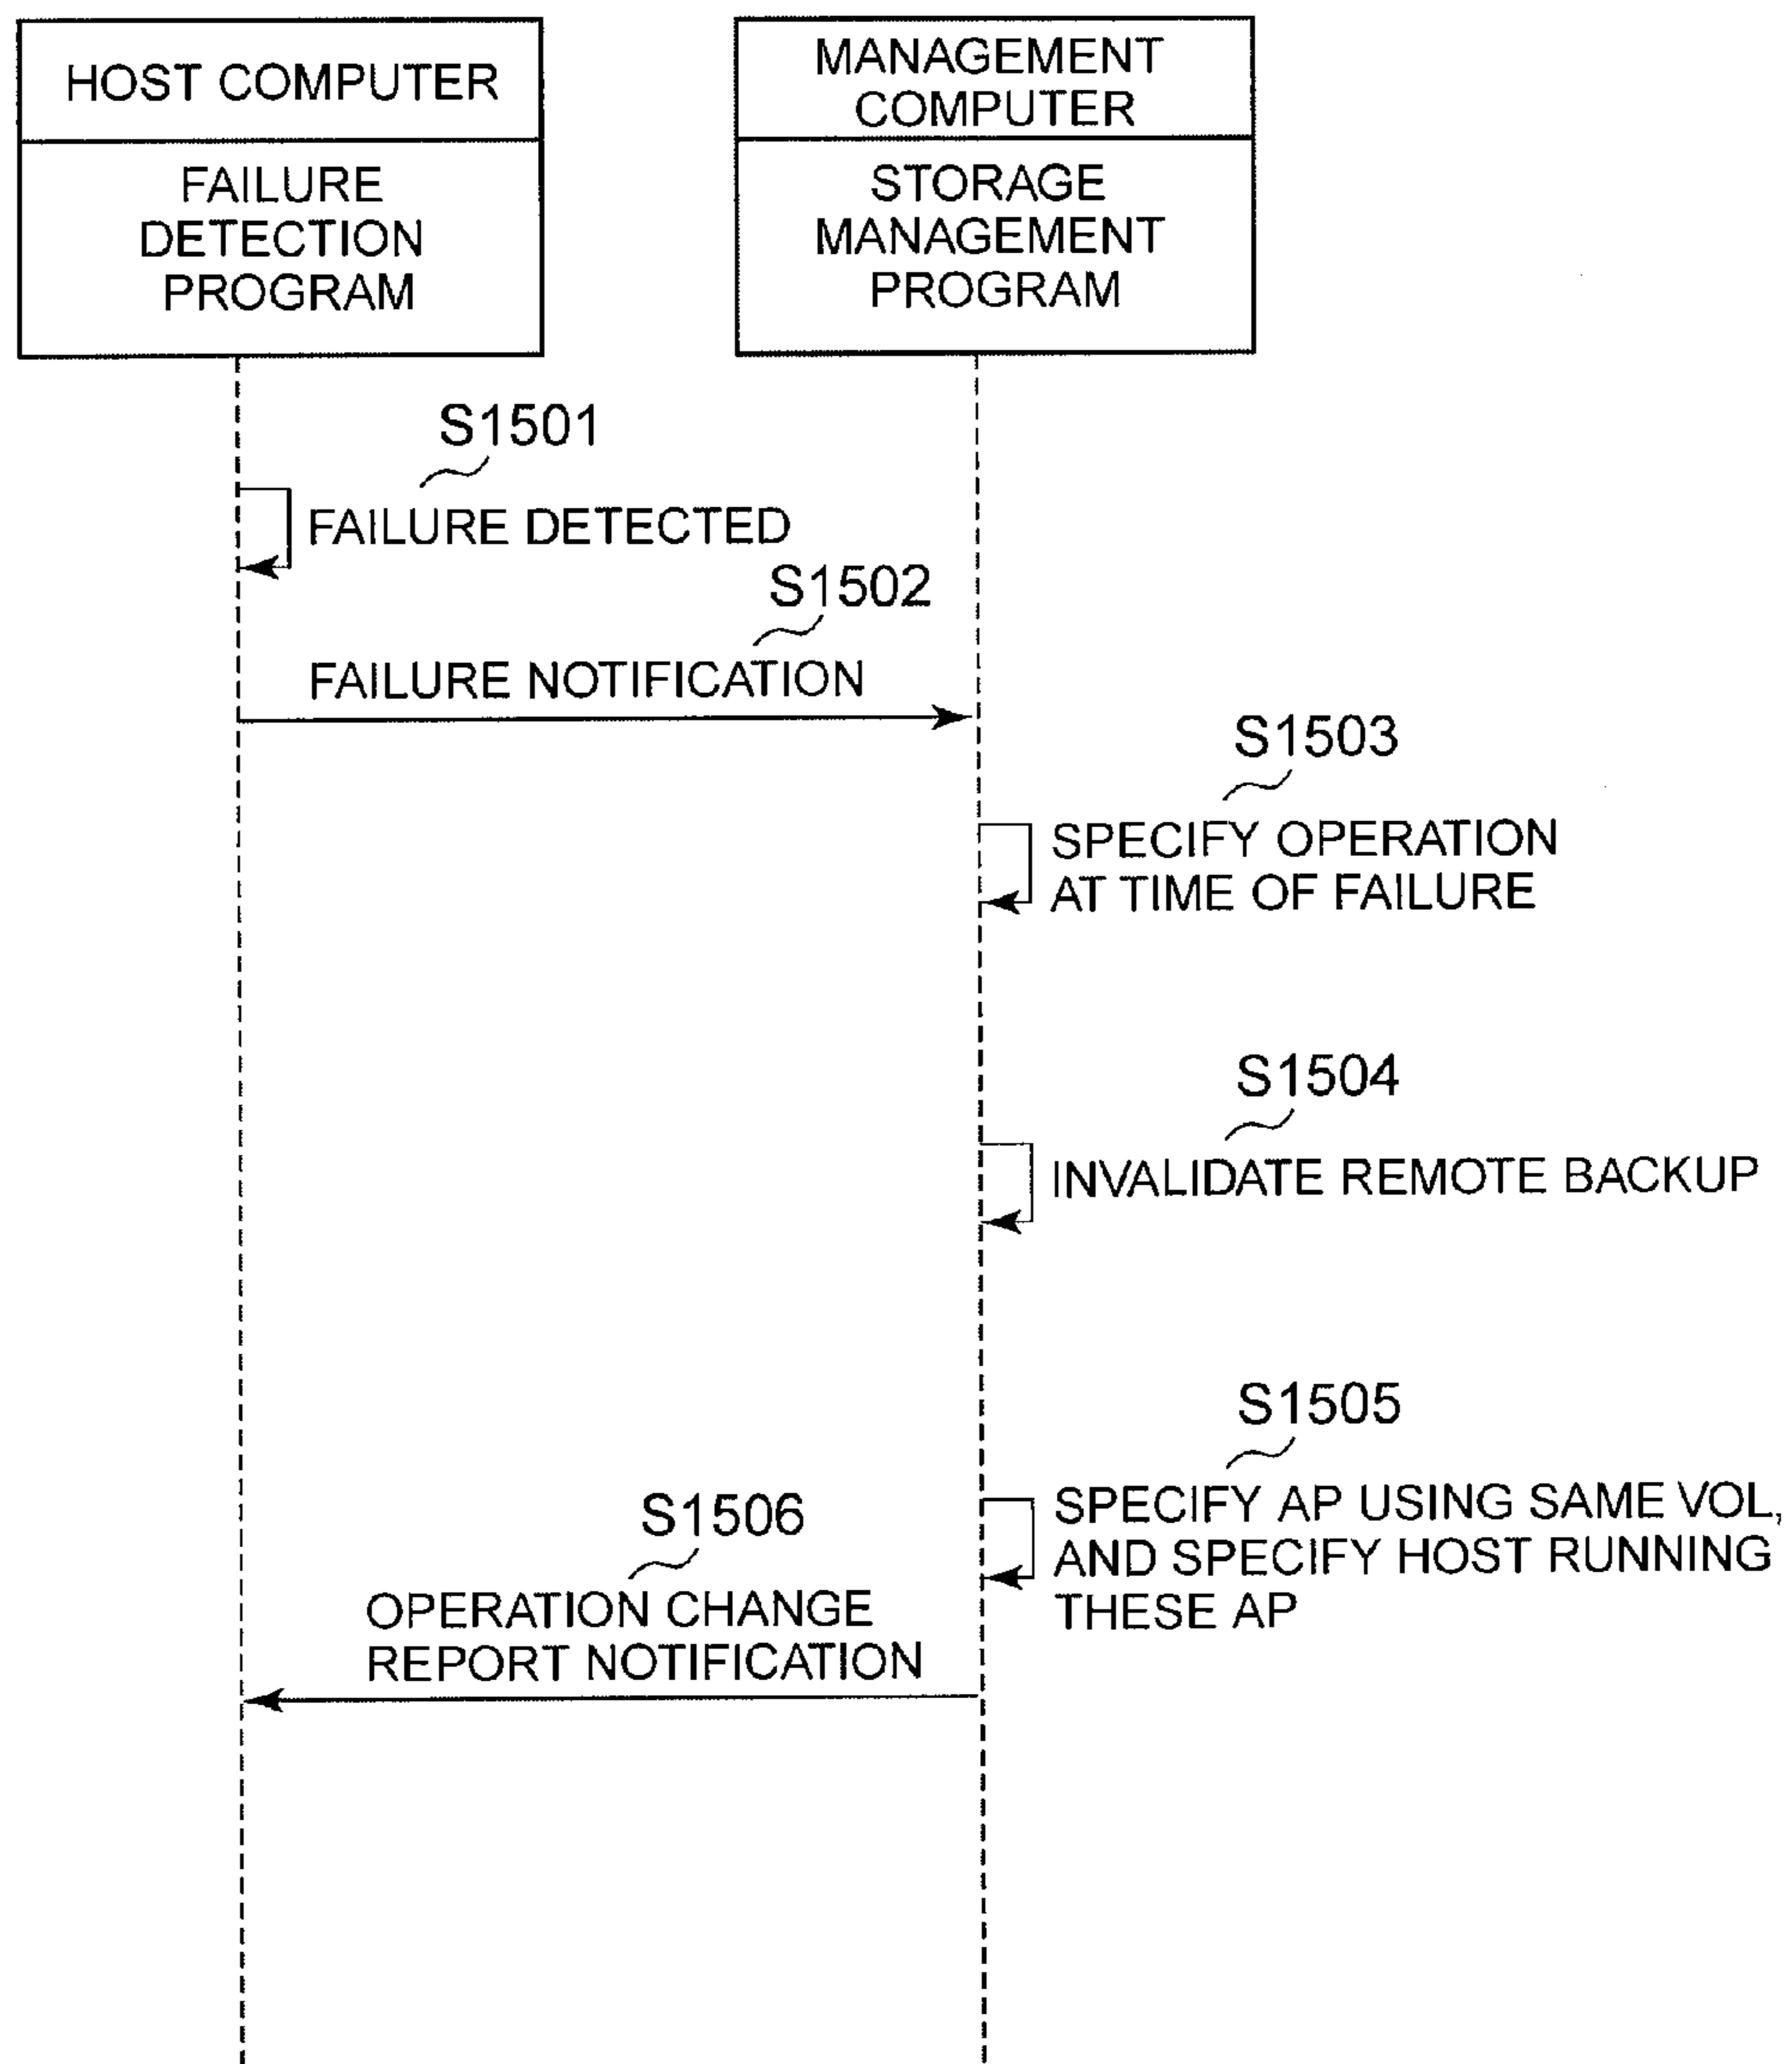 HOST COMPUTER
FAILURE
DETECTION
PROGRAM
MANAGEMENT
COMPUTER
STORAGE
MANAGEMENT
PROGRAM
S1501
FAILURE DETECTED
S1502
FAILURE NOTIFICATION
S1503
SPECIFY OPERATION
AT TIME OF FAILURE
S1504
INVALIDATE REMOTE BACKUP
S1505
SPECIFY AP USING SAME VOL,
AND SPECIFY HOST RUNNING
THESE AP
S1506
OPERATION CHANGE
REPORT NOTIFICATION